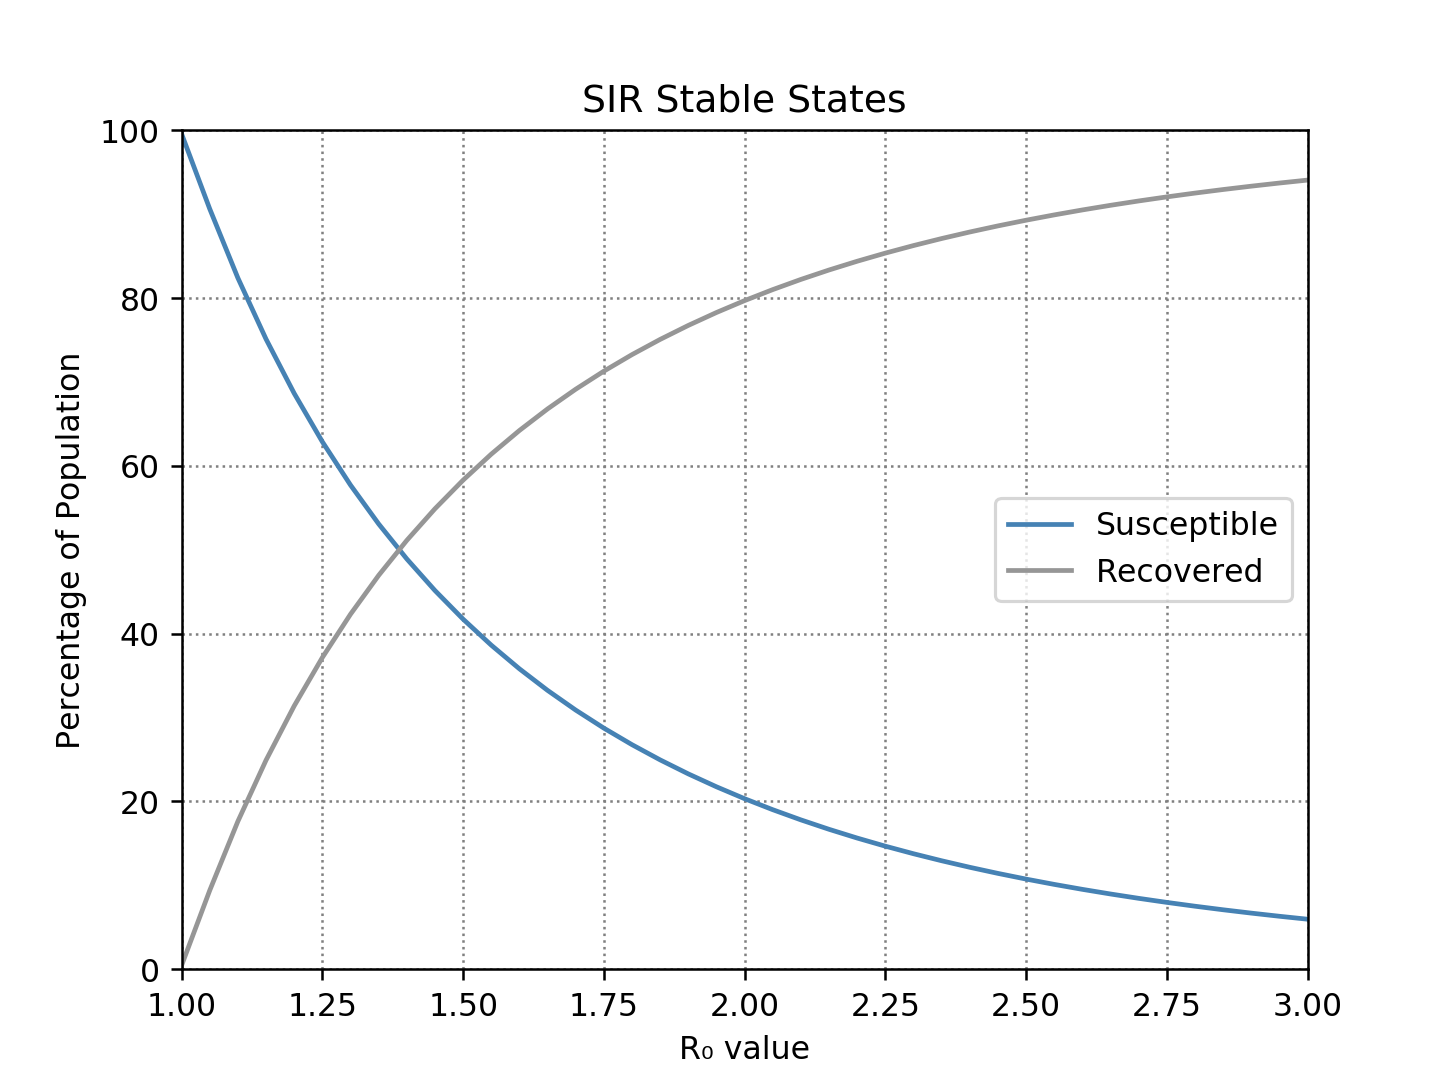 SIR Stable States
100
80
60
40
20
0
Percentage of Population
Susceptible
Recovered
1.00 1.25 1.50 1.75 2.00 2.25 2.50 2.75 3.00
R₀ value